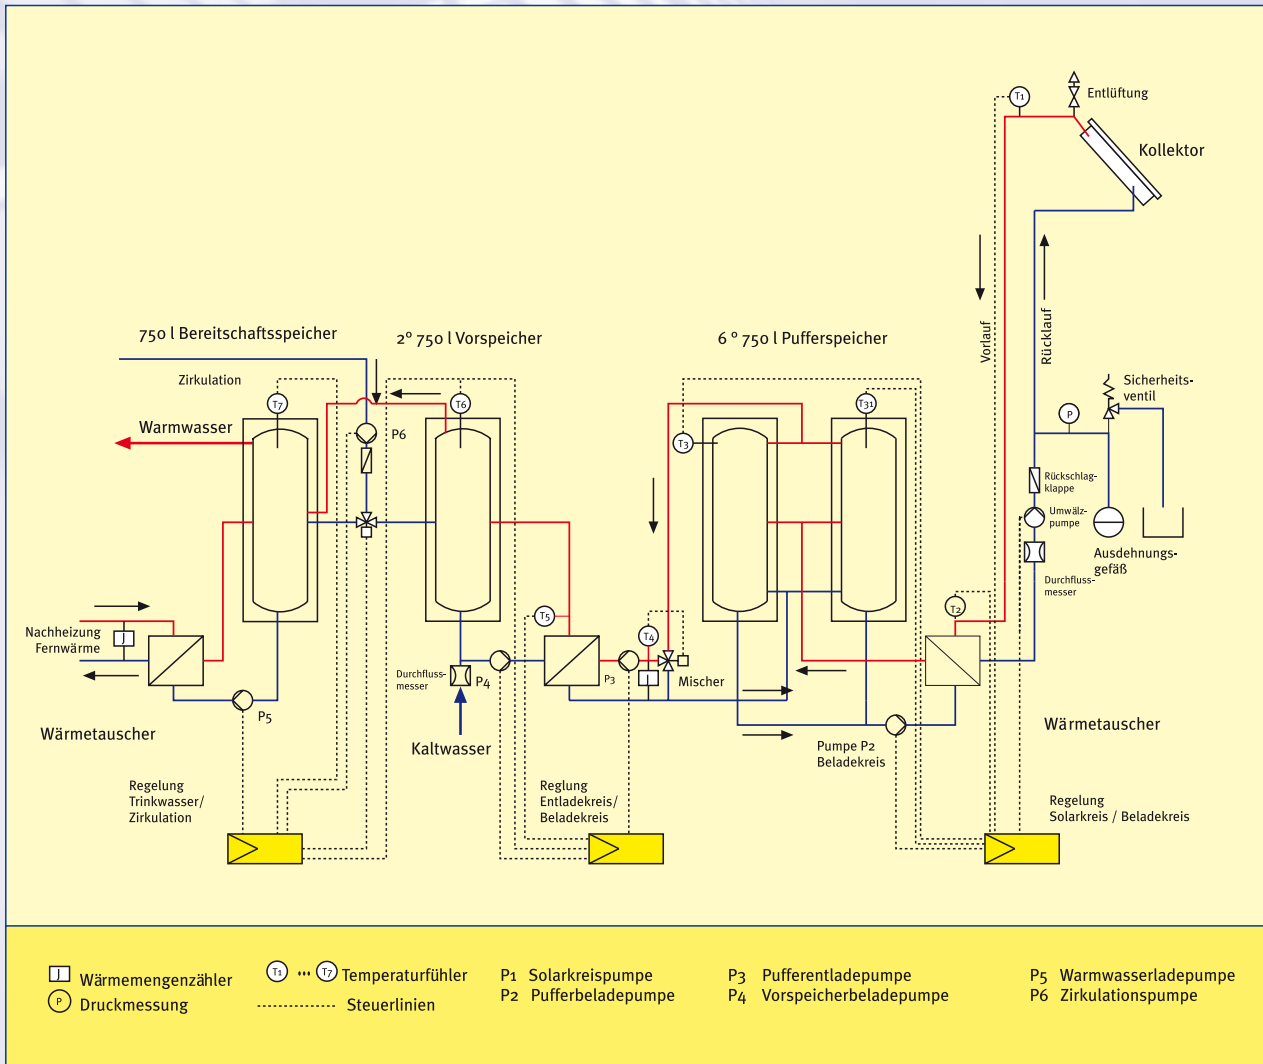 T1
Entlüftung
Kollektor
Vorlauf
Rücklauf
750 l Bereitschaftsspeicher
2° 750 l Vorspeicher
6 ° 750 l Pufferspeicher
Zirkulation
T7
T6
T31
P
Sicherheits-
ventil
Warmwasser
P6
T3
Rückschlag-
klappe
Umwälz-
pumpe
Ausdehnungs-
gefäß
Durchfluss-
messer
T2
T5
T4
Nachheizung
Fernwärme
J
Durchfluss-
messer
P4
P3
J
Mischer
P5
Wärmetauscher
Kaltwasser
Pumpe P2
Beladekreis
Wärmetauscher
Regelung
Trinkwasser/
Zirkulation
Reglung
Entladekreis/
Beladekreis
Regelung
Solarkreis / Beladekreis
J Wärmemengenzähler
P Druckmessung
T1 ... T7 Temperaturfühler
Steuerlinien
P1 Solarkreispumpe
P2 Pufferbeladepumpe
P3 Pufferentladepumpe
P4 Vorspeicherbeladepumpe
P5 Warmwasserladepumpe
P6 Zirkulationspumpe